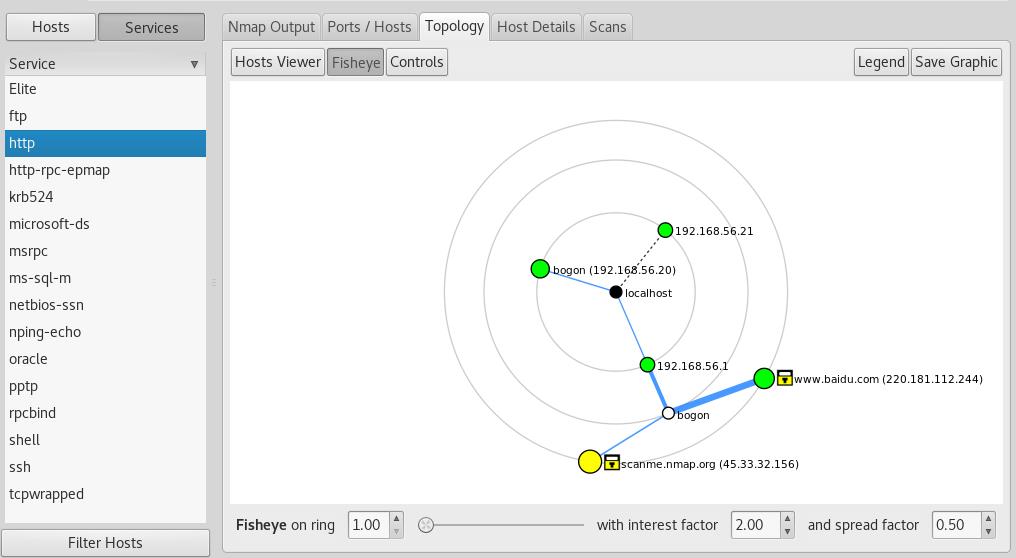 Hosts
Services
Service
Elite
ftp
http
http-rpc-epmap
krb524
microsoft-ds
msrpc
ms-sql-m
netbios-ssn
nping-echo
oracle
pptp
rpcbind
shell
ssh
tcpwrapped
Filter Hosts
Nmap Output
Ports / Hosts
Topology
Host Details
Scans
Hosts Viewer
Fisheye
Controls
Legend
Save Graphic
192.168.56.21
bogon (192.168.56.20)
localhost
192.168.56.1
www.baidu.com (220.181.112.244)
bogon
scanme.nmap.org (45.33.32.156)
Fisheye on ring 1.00 with interest factor 2.00 and spread factor 0.50